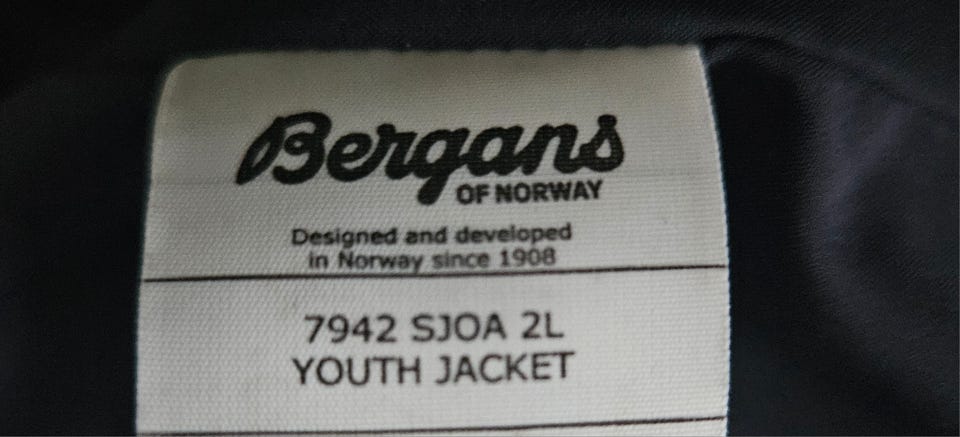 Bergans
OF NORWAY
Designed and developed
in Norway since 1908
7942 SJOA 2L
YOUTH JACKET